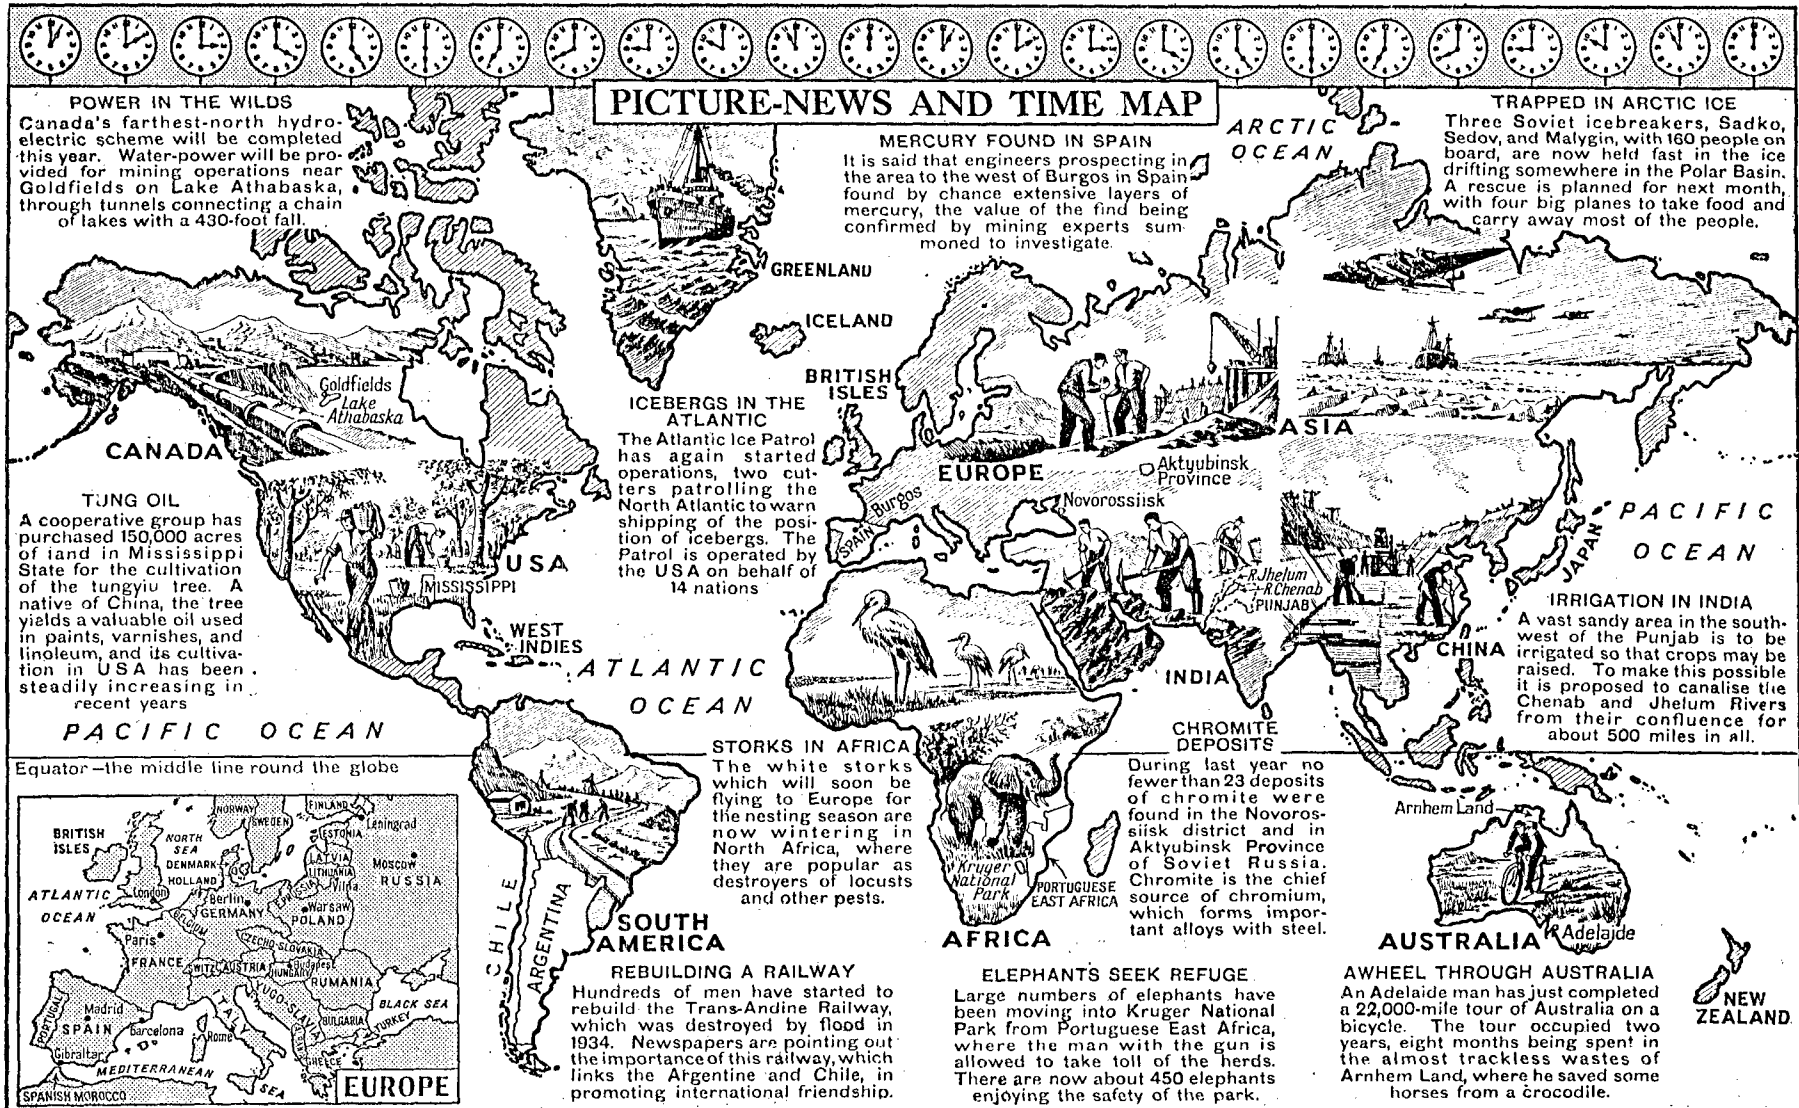 PICTURE-NEWS AND TIME MAP
POWER IN THE WILDS
Canada's farthest-north hydro-
electric scheme will be completed
this year. Water-power will be pro-
vided for mining operations near
Goldfields on Lake Athabaska,
through tunnels connecting a chain
of lakes with a 430-foot fall.
MERCURY FOUND IN SPAIN
It is said that engineers prospecting in
the area to the west of Burgos in Spain
found by chance extensive layers of
mercury, the value of the find being
confirmed by mining experts sum-
moned to investigate.
ARCTIC
OCEAN
TRAPPED IN ARCTIC ICE
Three Soviet icebreakers, Sadko,
Sedov, and Malygin, with 160 people on
board, are now held fast in the ice
drifting somewhere in the Polar Basin.
A rescue is planned for next month,
with four big planes to take food and
carry away most of the people.
GREENLAND
ICELAND
BRITISH
ISLES
Goldfields
Lake
Athabaska
CANADA
ICEBERGS IN THE
ATLANTIC
The Atlantic Ice Patrol
has again started
operations, two cut-
ters patrolling the
North Atlantic to warn
shipping of the posi-
tion of icebergs. The
Patrol is operated by
the USA on behalf of
14 nations
ASIA
EUROPE
Aktyubinsk
Province
Novorossiisk
Burgos
SPAIN
TUNG OIL
A cooperative group has
purchased 150,000 acres
of land in Mississippi
State for the cultivation
of the tungyiu tree. A
native of China, the tree
yields a valuable oil used
in paints, varnishes, and
linoleum, and its cultiva-
tion in USA has been
steadily increasing in
recent years
USA
MISSISSIPPI
WEST
INDIES
ATLANTIC
OCEAN
PACIFIC OCEAN
PACIFIC
OCEAN
JAPAN
R. Jhelum
R. Chenab
PUNJAB
CHINA
INDIA
IRRIGATION IN INDIA
A vast sandy area in the south-
west of the Punjab is to be
irrigated so that crops may be
raised. To make this possible
it is proposed to canalise the
Chenab and Jhelum Rivers
from their confluence for
about 500 miles in all.
Equator—the middle line round the globe
STORKS IN AFRICA
The white storks
which will soon be
flying to Europe for
the nesting season are
now wintering in
North Africa, where
they are popular as
destroyers of locusts
and other pests.
CHROMITE
DEPOSITS
During last year no
fewer than 23 deposits
of chromite were
found in the Novoros-
siisk district and in
Aktyubinsk Province
of Soviet Russia.
Chromite is the chief
source of chromium,
which forms impor-
tant alloys with steel.
Kruger
National
Park
PORTUGUESE
EAST AFRICA
Arnhem Land
Adelaide
CHILE
ARGENTINA
SOUTH
AMERICA
AFRICA
AUSTRALIA
NEW
ZEALAND
REBUILDING A RAILWAY
Hundreds of men have started to
rebuild the Trans-Andine Railway,
which was destroyed by flood in
1934. Newspapers are pointing out
the importance of this railway, which
links the Argentine and Chile, in
promoting international friendship.
ELEPHANTS SEEK REFUGE
Large numbers of elephants have
been moving into Kruger National
Park from Portuguese East Africa,
where the man with the gun is
allowed to take toll of the herds.
There are now about 450 elephants
enjoying the safety of the park.
AWHEEL THROUGH AUSTRALIA
An Adelaide man has just completed
a 22,000-mile tour of Australia on a
bicycle. The tour occupied two
years, eight months being spent in
the almost trackless wastes of
Arnhem Land, where he saved some
horses from a crocodile.
NORWAY
SWEDEN
FINLAND
Leningrad
ESTONIA
LATVIA
LITHUANIA
Vilna
Moscow
RUSSIA
BRITISH
ISLES
NORTH
SEA
DENMARK
HOLLAND
London
ATLANTIC
OCEAN
Berlin
GERMANY
Warsaw
POLAND
BELGIUM
Paris
FRANCE
CZECHO-SLOVAKIA
SWITZ
AUSTRIA
HUNGARY
Budapest
RUMANIA
YUGO-SLAVIA
BULGARIA
BLACK SEA
TURKEY
GREECE
ITALY
Rome
PORTUGAL
Madrid
SPAIN
Barcelona
Gibraltar
MEDITERRANEAN
SEA
SPANISH MOROCCO
EUROPE